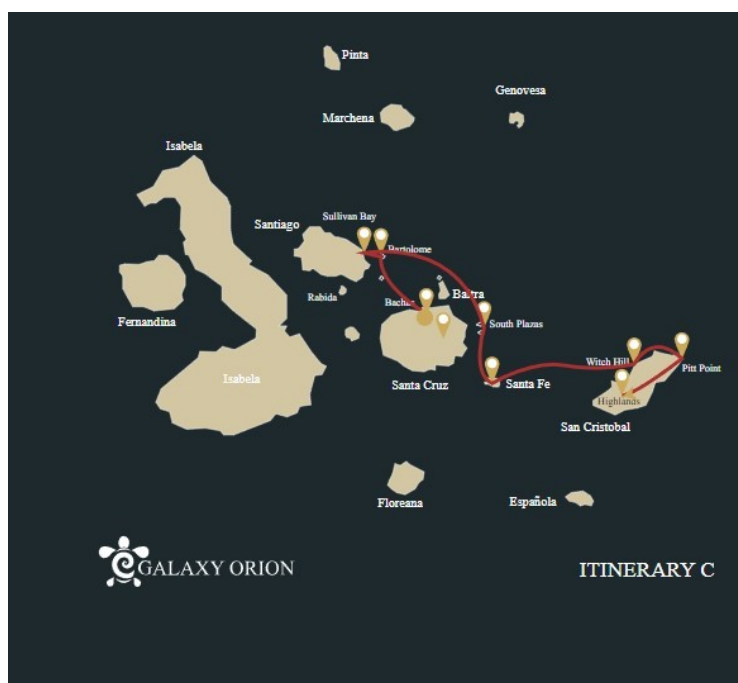 Pinta
Genovesa
Marchena
Isabela
Sullivan Bay
Santiago
Bartolome
Rabida
Baltra
Bachas
Fernandina
South Plazas
Witch Hill
Pitt Point
Isabela
Santa Cruz
Santa Fe
Highlands
San Cristobal
Floreana
Española
GALAXY ORION
ITINERARY C